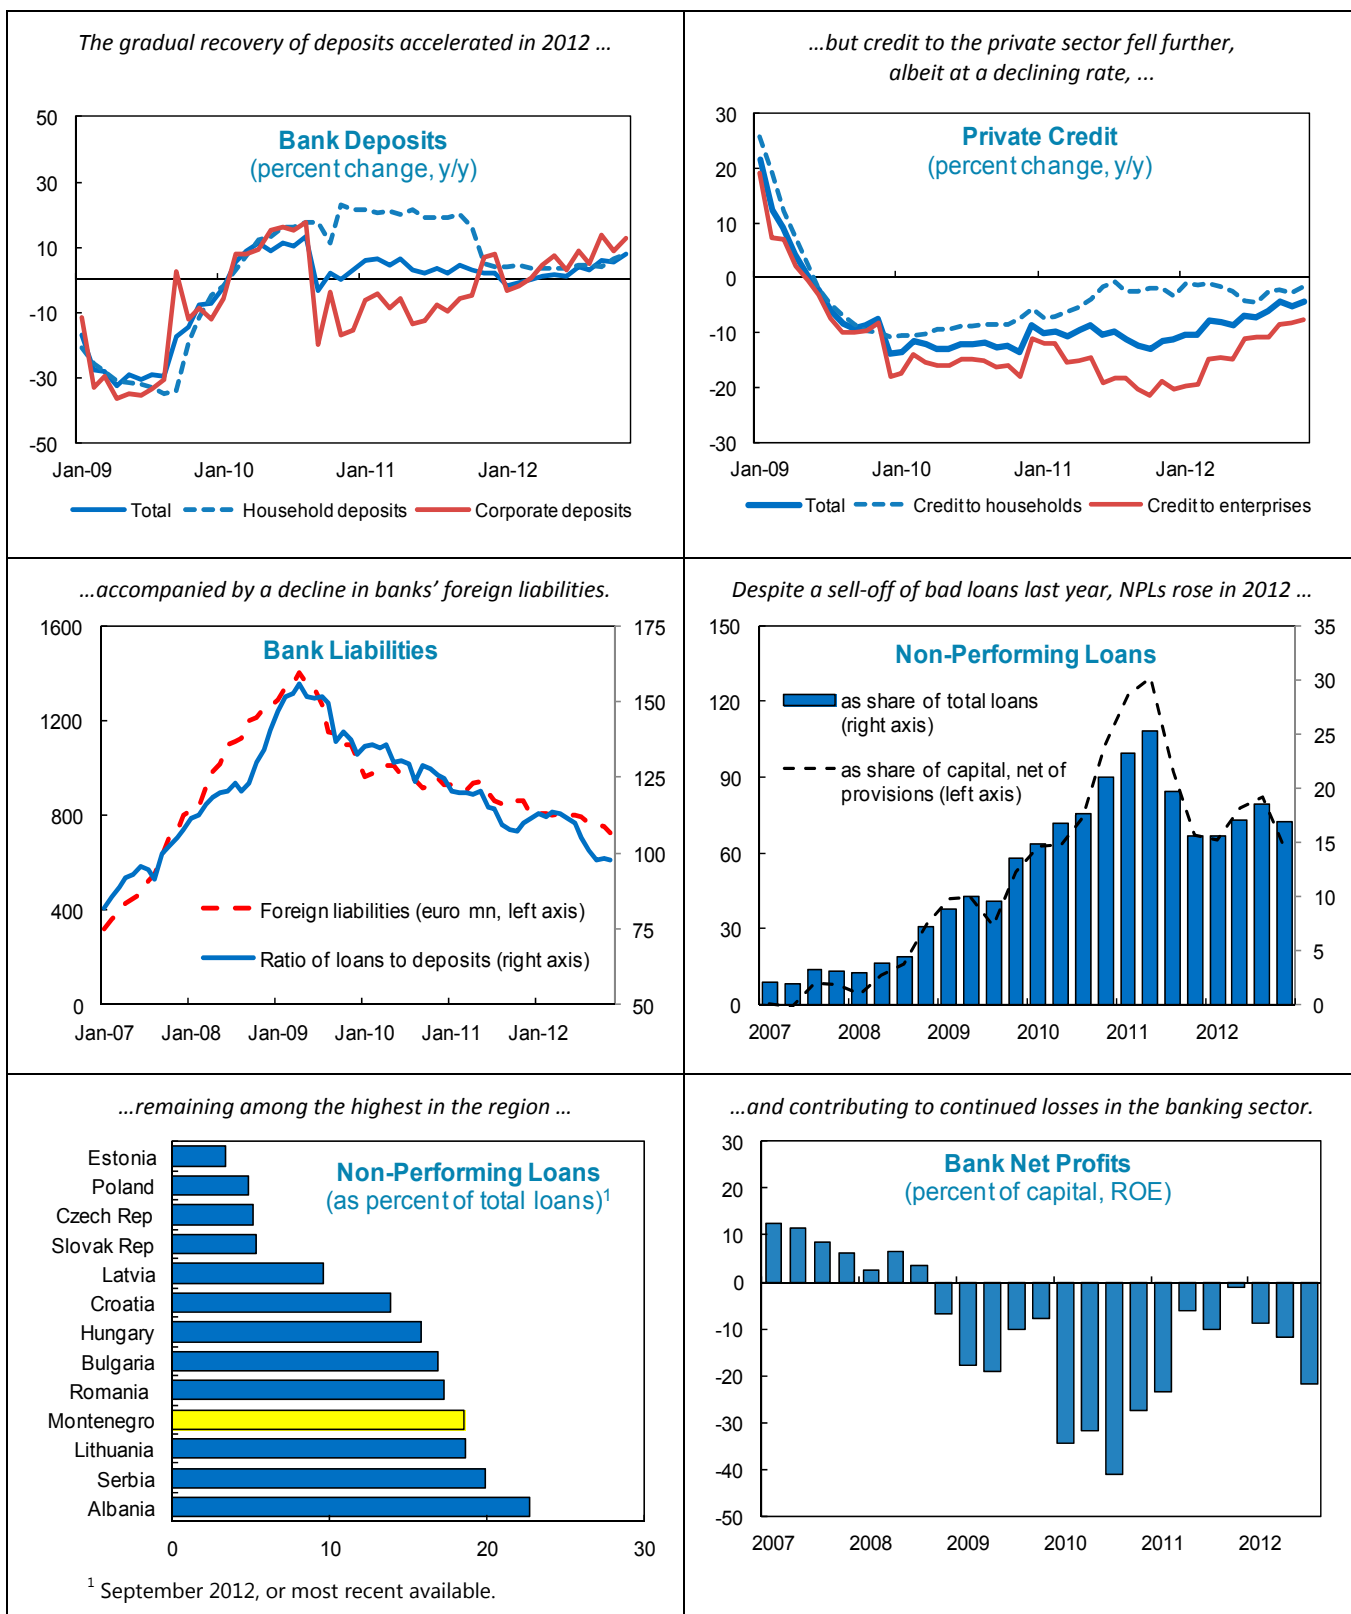 The gradual recovery of deposits accelerated in 2012 …
Bank Deposits
(percent change, y/y)
50
30
10
-10
-30
-50
Jan-09
Jan-10
Jan-11
Jan-12
Total
Household deposits
Corporate deposits
…but credit to the private sector fell further,
albeit at a declining rate, ...
Private Credit
(percent change, y/y)
30
20
10
0
-10
-20
-30
Jan-09
Jan-10
Jan-11
Jan-12
Total
Credit to households
Credit to enterprises
…accompanied by a decline in banks’ foreign liabilities.
Bank Liabilities
1600
1200
800
400
0
175
150
125
100
75
50
Foreign liabilities (euro mn, left axis)
Ratio of loans to deposits (right axis)
Jan-07
Jan-08
Jan-09
Jan-10
Jan-11
Jan-12
Despite a sell-off of bad loans last year, NPLs rose in 2012 …
Non-Performing Loans
150
120
90
60
30
0
35
30
25
20
15
10
5
0
as share of total loans
(right axis)
as share of capital, net of
provisions (left axis)
2007
2008
2009
2010
2011
2012
…remaining among the highest in the region …
Non-Performing Loans
(as percent of total loans)¹
Estonia
Poland
Czech Rep
Slovak Rep
Latvia
Croatia
Hungary
Bulgaria
Romania
Montenegro
Lithuania
Serbia
Albania
0
10
20
30
¹ September 2012, or most recent available.
…and contributing to continued losses in the banking sector.
Bank Net Profits
(percent of capital, ROE)
30
20
10
0
-10
-20
-30
-40
-50
2007
2008
2009
2010
2011
2012